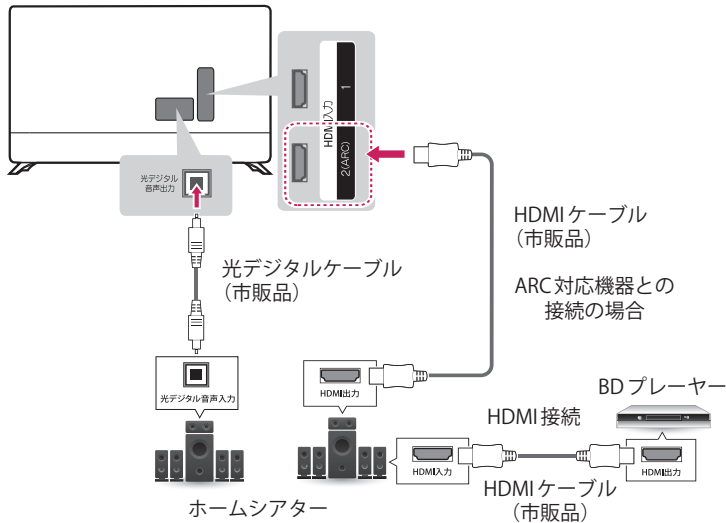 HDMI入力
1
2(ARC)
光デジタル
音声出力
HDMIケーブル
（市販品）
光デジタルケーブル
（市販品）
ARC対応機器との
接続の場合
光デジタル音声入力
HDMI出力
BDプレーヤー
HDMI接続
HDMI入力
HDMI出力
HDMIケーブル
（市販品）
ホームシアター